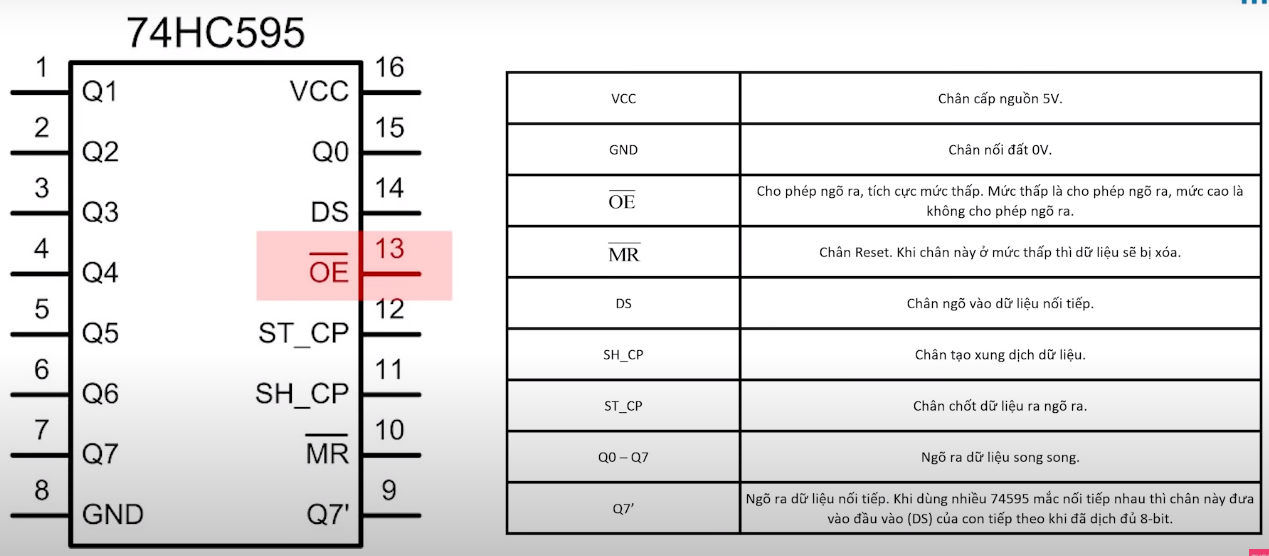 74HC595
1 Q1 VCC 16
2 Q2 Q0 15
3 Q3 DS 14
4 Q4 O̅E̅ 13
5 Q5 ST_CP 12
6 Q6 SH_CP 11
7 Q7 M̅R̅ 10
8 GND Q7' 9
VCC Chân cấp nguồn 5V.
GND Chân nối đất 0V.
O̅E̅ Cho phép ngõ ra, tích cực mức thấp. Mức thấp là cho phép ngõ ra, mức cao là
không cho phép ngõ ra.
M̅R̅ Chân Reset. Khi chân này ở mức thấp thì dữ liệu sẽ bị xóa.
DS Chân ngõ vào dữ liệu nối tiếp.
SH_CP Chân tạo xung dịch dữ liệu.
ST_CP Chân chốt dữ liệu ra ngõ ra.
Q0 – Q7 Ngõ ra dữ liệu song song.
Q7’ Ngõ ra dữ liệu nối tiếp. Khi dùng nhiều 74595 mắc nối tiếp nhau thì chân này đưa
vào đầu vào (DS) của con tiếp theo khi đã dịch đủ 8-bit.